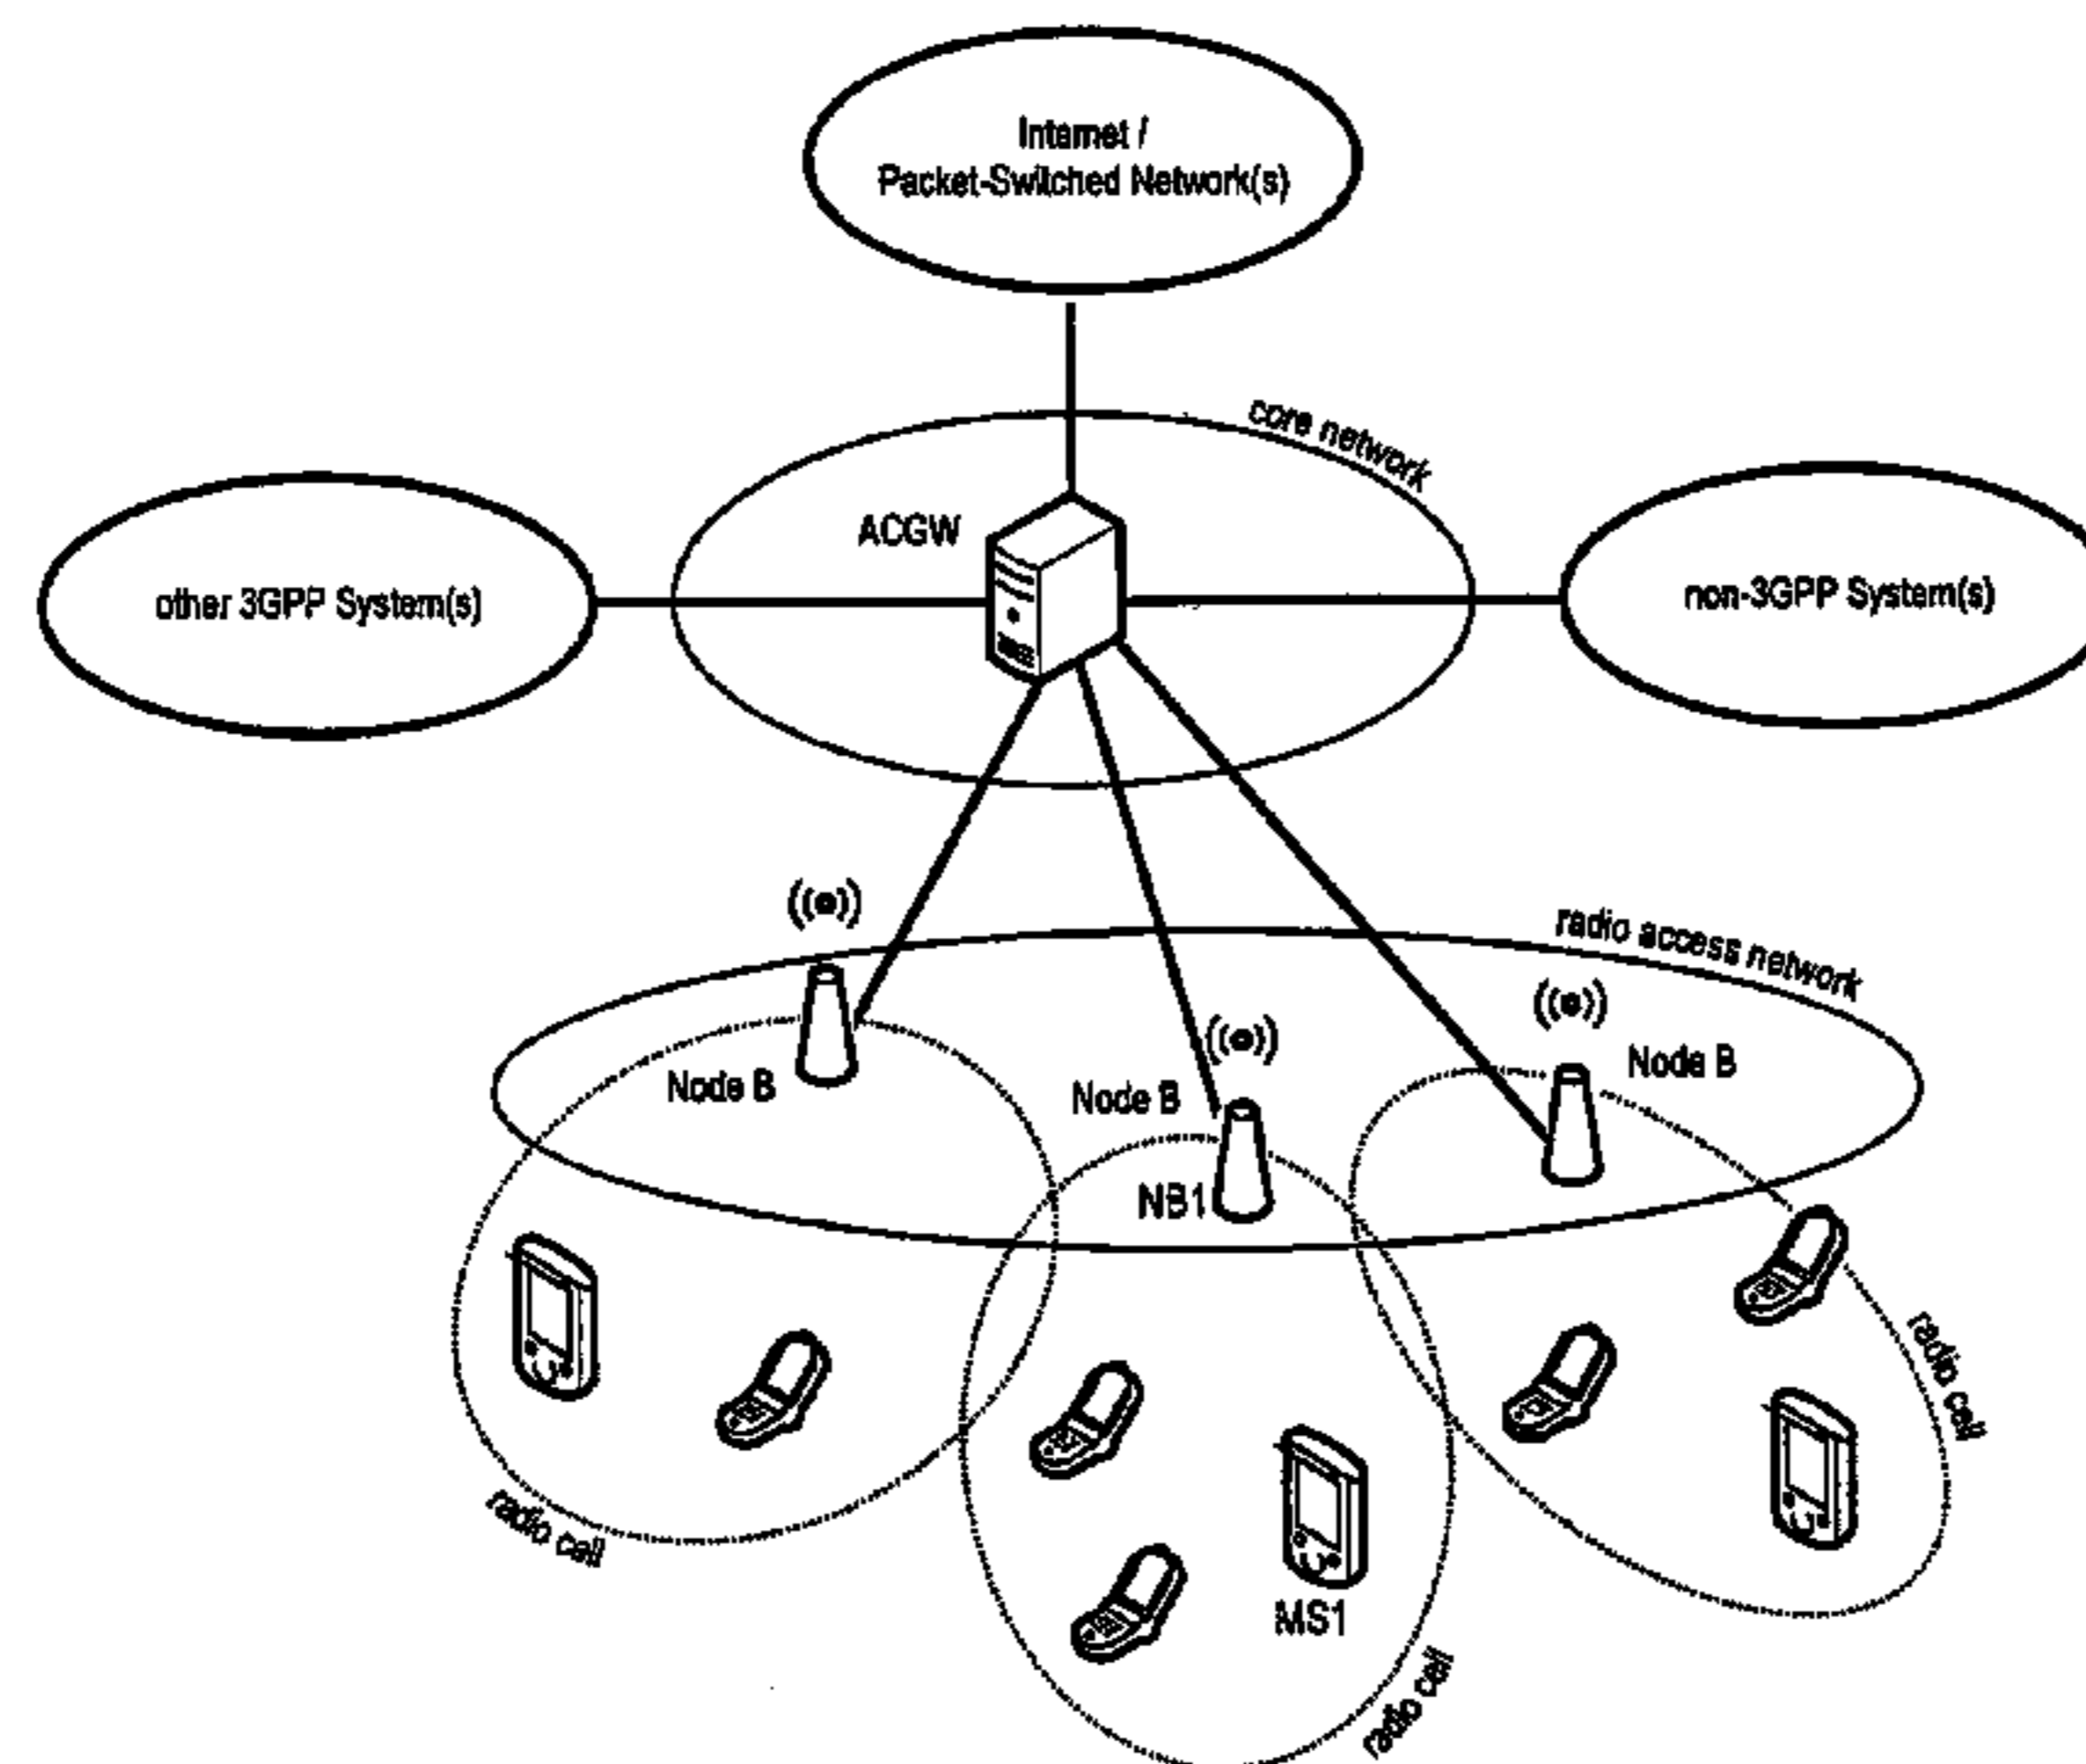 Internet /
Packet-Switched Network(s)
core network
ACGW
other 3GPP System(s)
non-3GPP System(s)
radio access network
Node B
Node B
Node B
NB1
radio cell
radio cell
MS1
radio cell